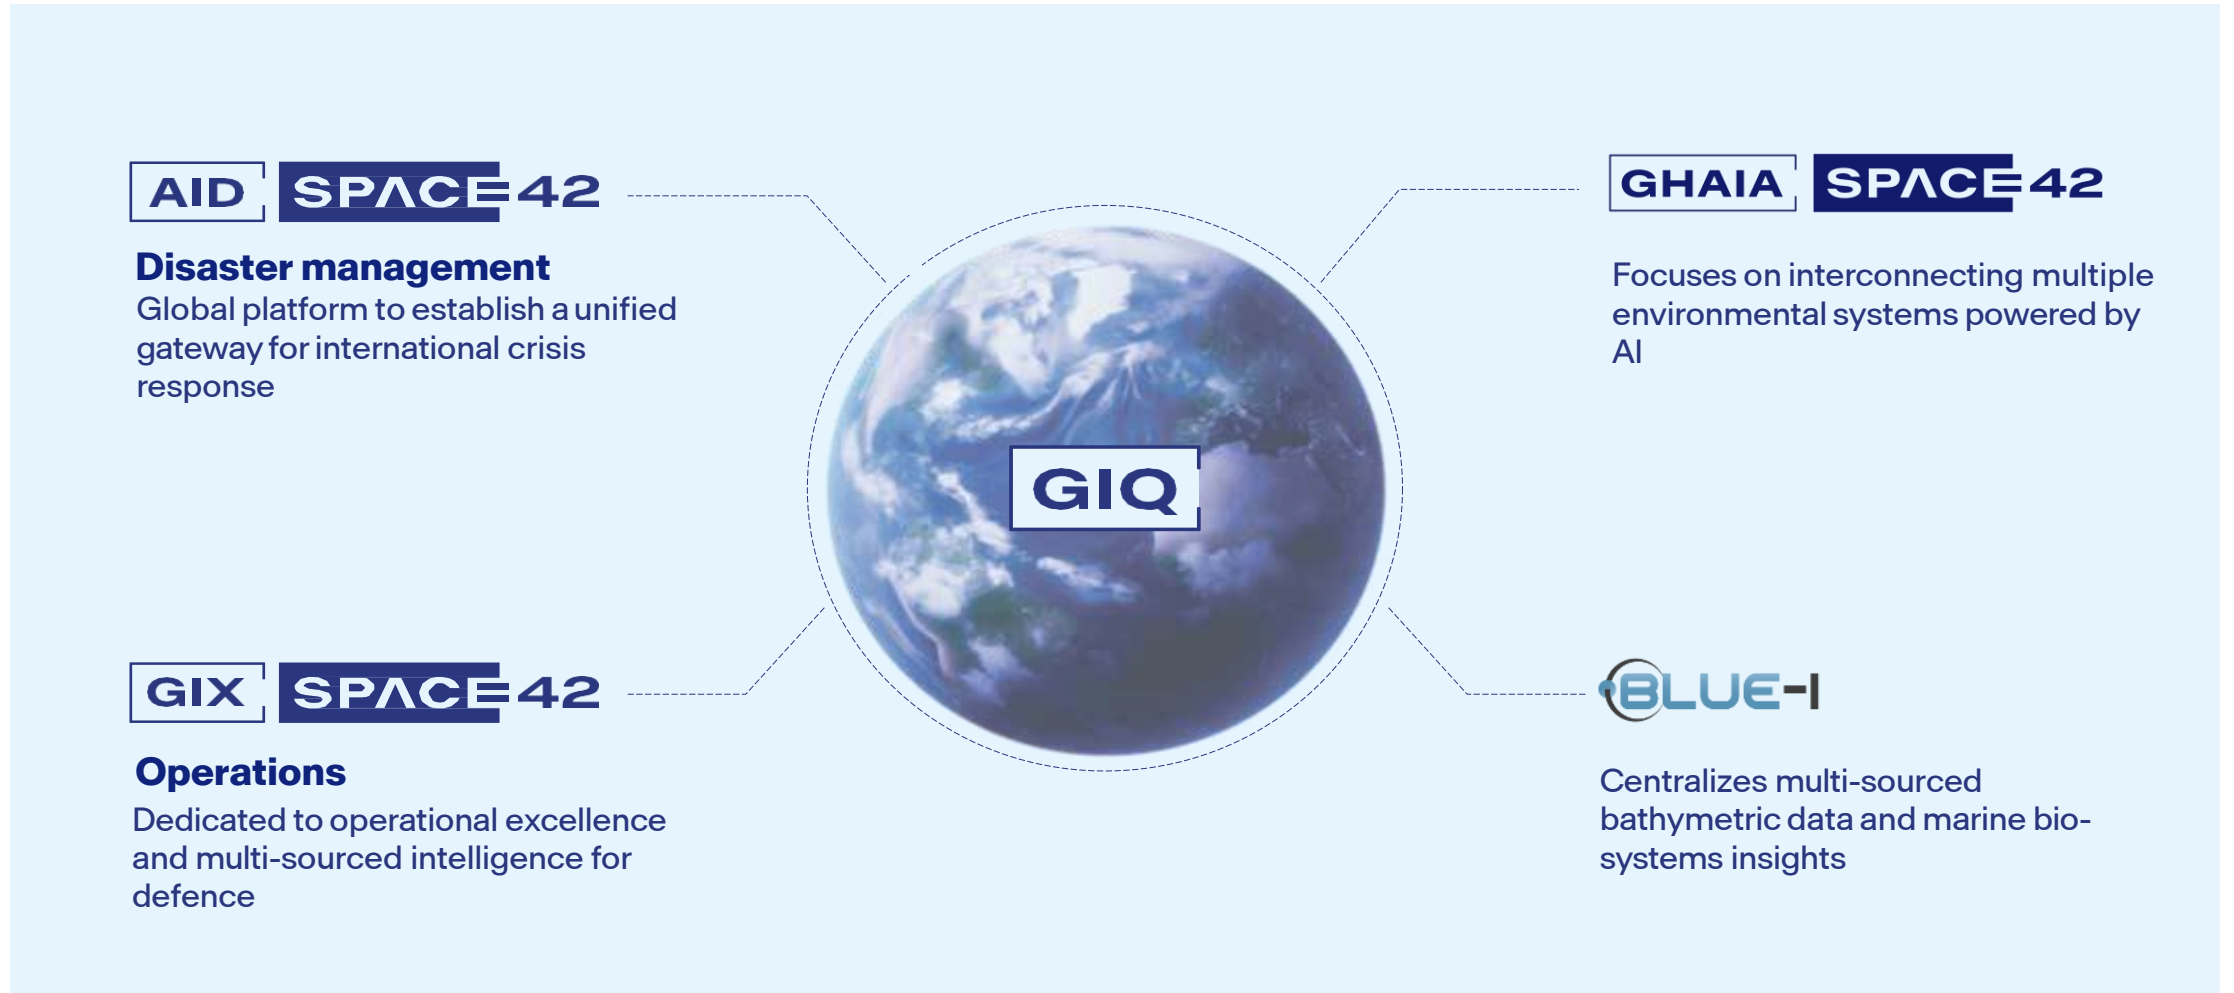 AID SPACE42
Disaster management
Global platform to establish a unified
gateway for international crisis
response
GHAIA SPACE42
Focuses on interconnecting multiple
environmental systems powered by
AI
GIQ
GIX SPACE42
Operations
Dedicated to operational excellence
and multi-sourced intelligence for
defence
BLUE-I
Centralizes multi-sourced
bathymetric data and marine bio-
systems insights